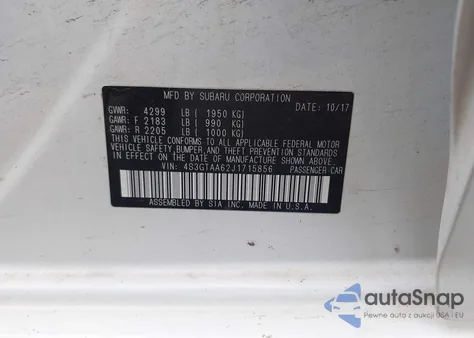 MFD BY SUBARU CORPORATION DATE: 10/17
GVWR: 4299 LB ( 1950 KG)
GAWR: F 2183 LB ( 990 KG)
GAWR: R 2205 LB ( 1000 KG)
THIS VEHICLE CONFORMS TO ALL APPLICABLE FEDERAL MOTOR
VEHICLE SAFETY, BUMPER, AND THEFT PREVENTION STANDARDS
IN EFFECT ON THE DATE OF MANUFACTURE SHOWN ABOVE.
VIN: 4S3GTAA62J1715856 PASSENGER CAR
ASSEMBLED BY SIA INC. MADE IN U.S.A.
autoSnap
Pewne auta z aukcji USA i EU